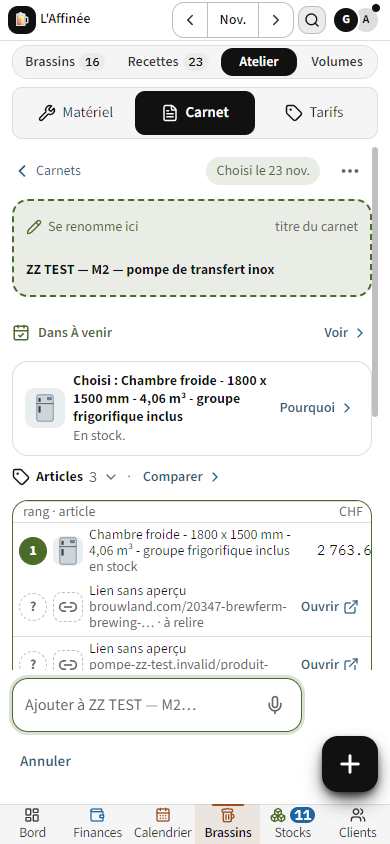 L'Affinée
Nov.
G
A
Brassins 16
Recettes 23
Atelier
Volumes
Matériel
Carnet
Tarifs
Carnets
Choisi le 23 nov.
Se renomme ici
titre du carnet
ZZ TEST — M2 — pompe de transfert inox
Dans À venir
Voir
Choisi : Chambre froide - 1800 x
1500 mm - 4,06 m³ - groupe
frigorifique inclus
En stock.
Pourquoi
Articles 3
·
Comparer
rang · article
CHF
1
Chambre froide - 1800 x 1500 mm -
4,06 m³ - groupe frigorifique inclus
en stock
2 763.6
?
Lien sans aperçu
brouwland.com/20347-brewferm-
brewing-… · à relire
Ouvrir
?
Lien sans aperçu
pompe-zz-test.invalid/produit-
Ouvrir
Ajouter à ZZ TEST — M2…
Annuler
Bord
Finances
Calendrier
Brassins
11
Stocks
Clients